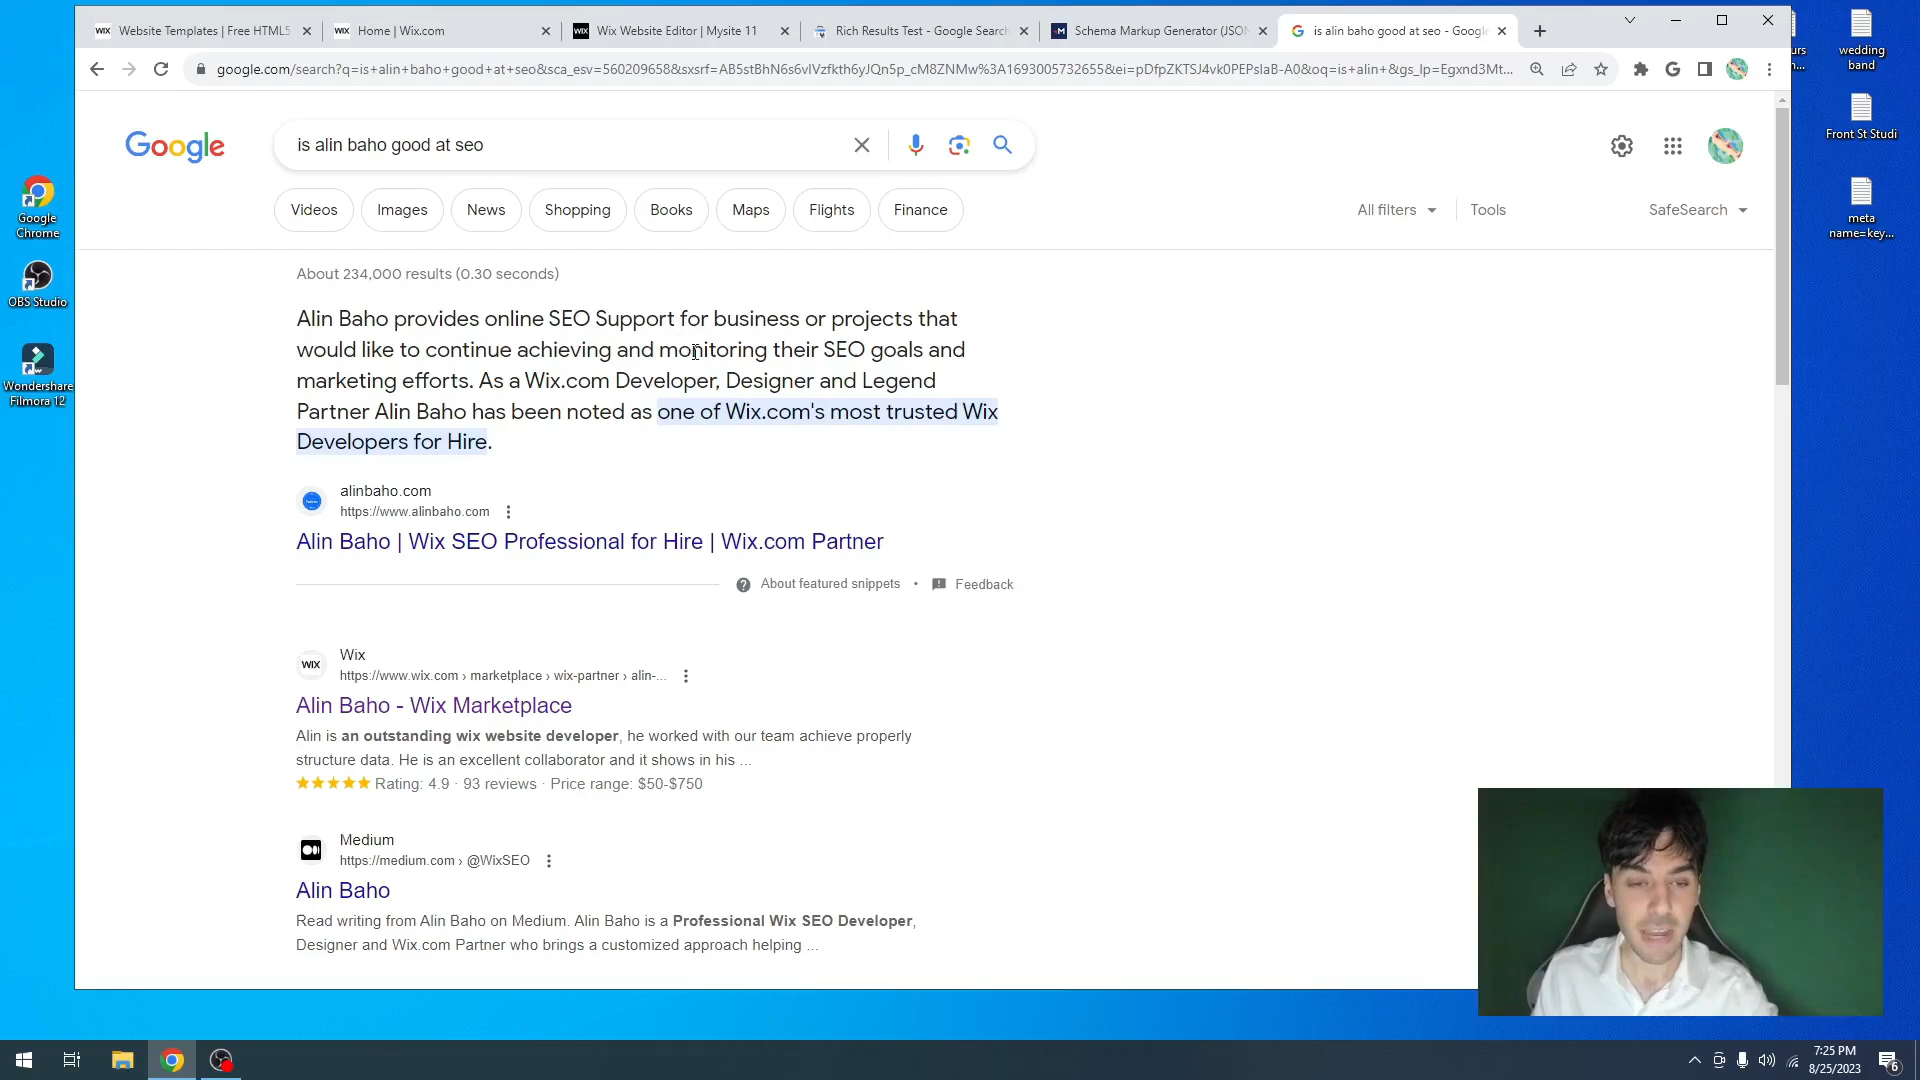 Website Templates | Free HTML5
Home | Wix.com
Wix Website Editor | Mysite 11
Rich Results Test - Google Search
Schema Markup Generator (JSON
is alin baho good at seo - Google
google.com/search?q=is+alin+baho+good+at+seo&sca_esv=560209658&sxsrf=AB5stBhN6s6vIVzfkth6yJQn5p_cM8ZNMw%3A1693005732655&ei=pDfpZKTSJ4vk0PEPsIaB-A0&oq=is+alin+&gs_lp=Egxnd3Mt...
Google
is alin baho good at seo
Videos
Images
News
Shopping
Books
Maps
Flights
Finance
All filters
Tools
SafeSearch
About 234,000 results (0.30 seconds)
Alin Baho provides online SEO Support for business or projects that
would like to continue achieving and monitoring their SEO goals and
marketing efforts. As a Wix.com Developer, Designer and Legend
Partner Alin Baho has been noted as one of Wix.com's most trusted Wix
Developers for Hire.
alinbaho.com
https://www.alinbaho.com
Alin Baho | Wix SEO Professional for Hire | Wix.com Partner
About featured snippets • Feedback
WIX
Wix
https://www.wix.com › marketplace › wix-partner › alin-...
Alin Baho - Wix Marketplace
Alin is an outstanding wix website developer, he worked with our team achieve properly
structure data. He is an excellent collaborator and it shows in his ...
Rating: 4.9 · 93 reviews · Price range: $50-$750
Medium
https://medium.com › @WixSEO
Alin Baho
Read writing from Alin Baho on Medium. Alin Baho is a Professional Wix SEO Developer,
Designer and Wix.com Partner who brings a customized approach helping ...
Google
Chrome
OBS Studio
Wondershare
Filmora 12
wedding
band
Front St Studi
meta
name=key...
7:25 PM
8/25/2023
6